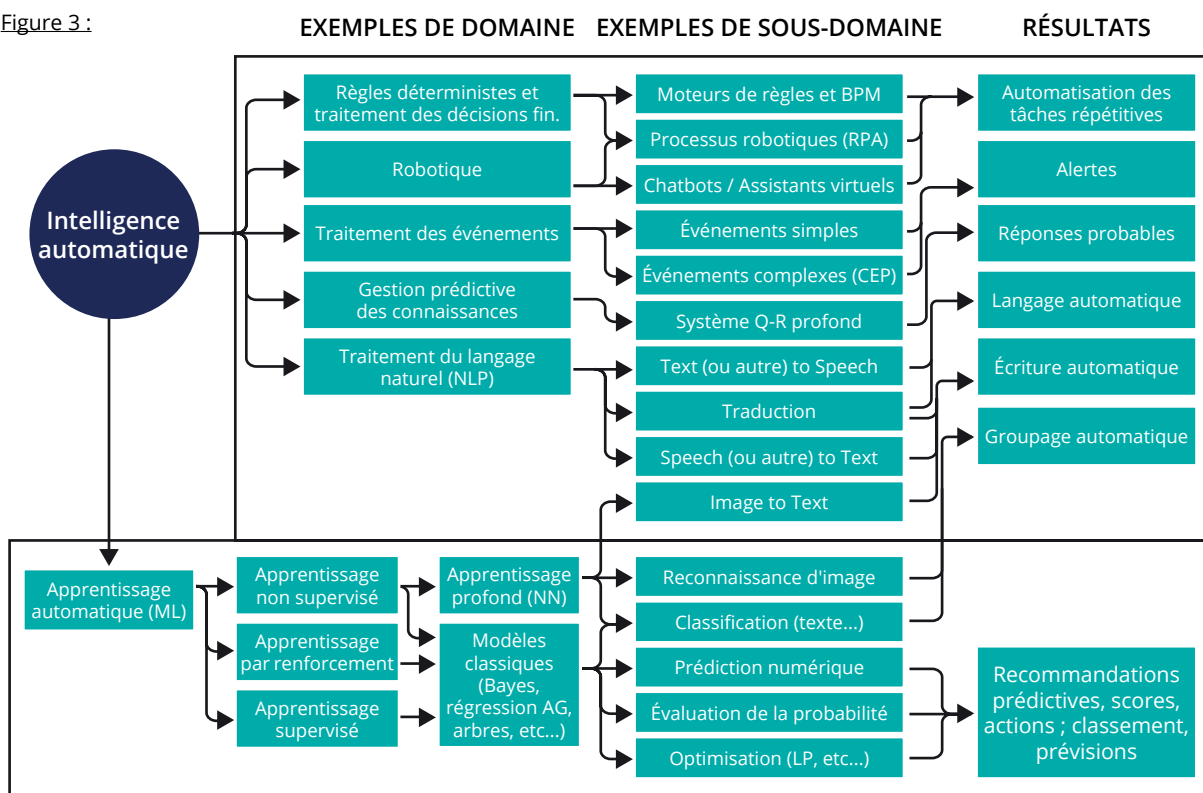 Figure 3 :
EXEMPLES DE DOMAINE
EXEMPLES DE SOUS-DOMAINE
RÉSULTATS
Intelligence
automatique
Règles déterministes et
traitement des décisions fin.
Robotique
Traitement des événements
Gestion prédictive
des connaissances
Traitement du langage
naturel (NLP)
Moteurs de règles et BPM
Processus robotiques (RPA)
Chatbots / Assistants virtuels
Événements simples
Événements complexes (CEP)
Système Q-R profond
Text (ou autre) to Speech
Traduction
Speech (ou autre) to Text
Image to Text
Automatisation des
tâches répétitives
Alertes
Réponses probables
Langage automatique
Écriture automatique
Groupage automatique
Apprentissage
automatique (ML)
Apprentissage
non supervisé
Apprentissage
par renforcement
Apprentissage
supervisé
Apprentissage
profond (NN)
Modèles
classiques
(Bayes,
régression AG,
arbres, etc...)
Reconnaissance d'image
Classification (texte...)
Prédiction numérique
Évaluation de la probabilité
Optimisation (LP, etc...)
Recommandations
prédictives, scores,
actions ; classement,
prévisions